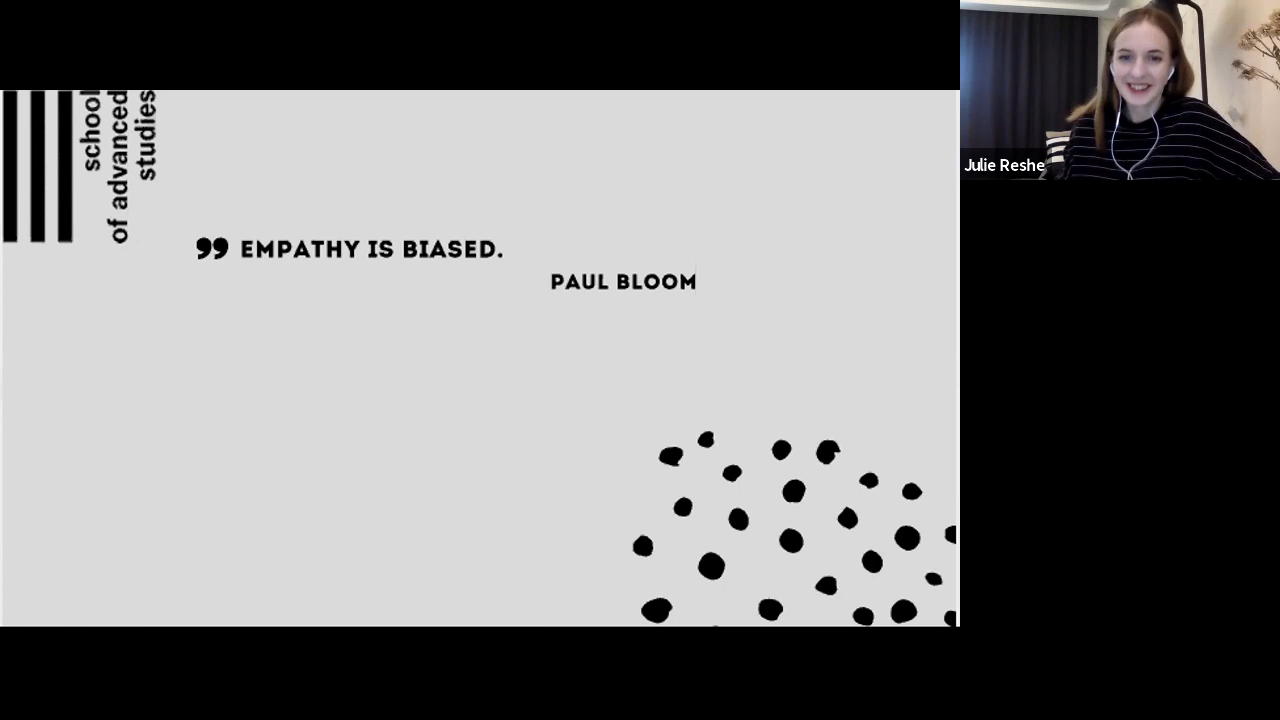 school
of advanced
studies
❞ EMPATHY IS BIASED.
PAUL BLOOM
Julie Reshe